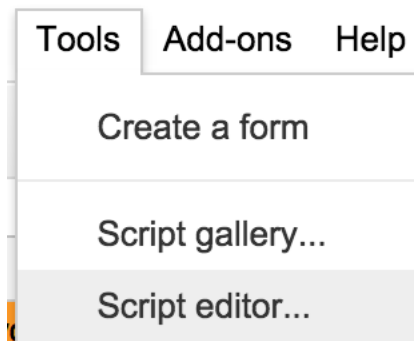 Tools Add-ons Help
Create a form
Script gallery...
Script editor...